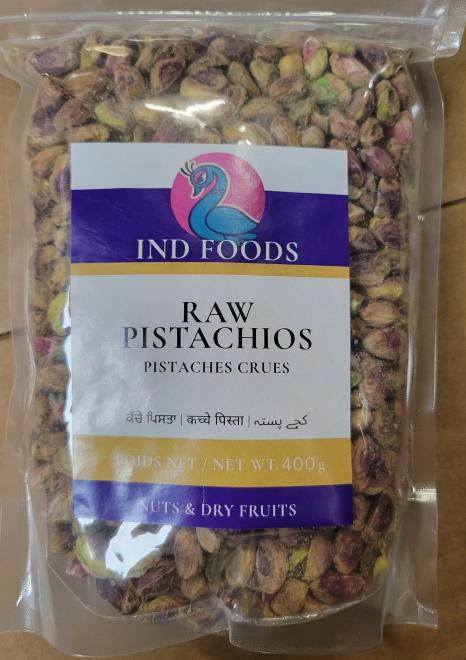 IND FOODS
RAW
PISTACHIOS
PISTACHES CRUES
ਕੱਚੇ ਪਿਸਤਾ | कच्चे पिस्ता | کچے پستہ
POIDS NET / NET WT. 400g
NUTS & DRY FRUITS